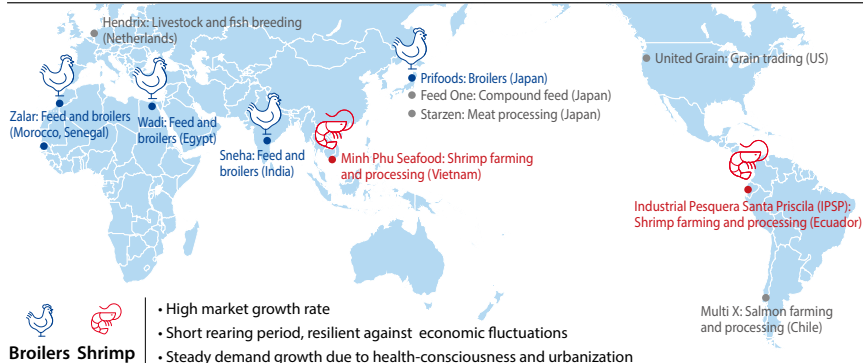 Hendrix: Livestock and fish breeding
(Netherlands)
United Grain: Grain trading (US)
Prifoods: Broilers (Japan)
Feed One: Compound feed (Japan)
Starzen: Meat processing (Japan)
Zalar: Feed and broilers
(Morocco, Senegal)
Wadi: Feed and
broilers (Egypt)
Sneha: Feed and
broilers (India)
Minh Phu Seafood: Shrimp farming
and processing (Vietnam)
Industrial Pesquera Santa Priscila (IPSP):
Shrimp farming and processing (Ecuador)
Multi X: Salmon farming
and processing (Chile)
Broilers Shrimp
• High market growth rate
• Short rearing period, resilient against economic fluctuations
• Steady demand growth due to health-consciousness and urbanization